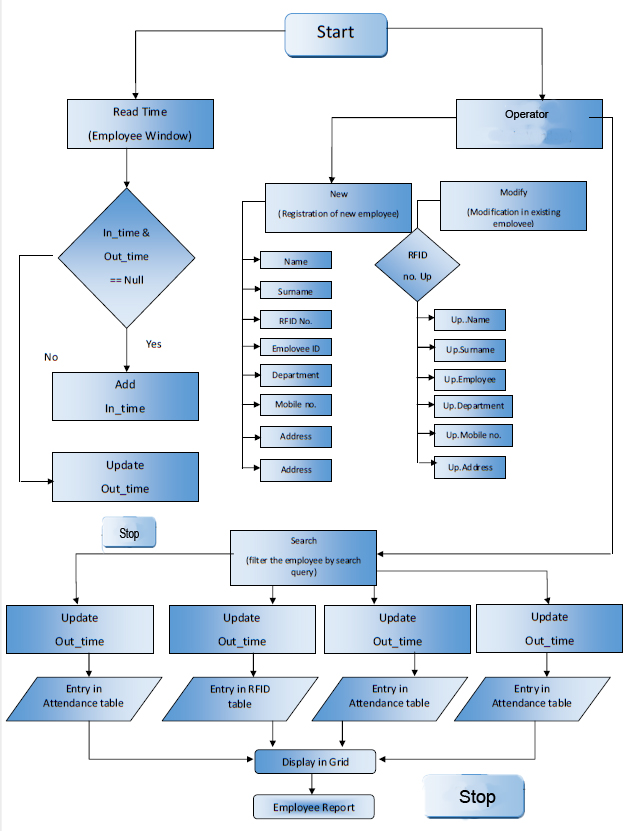 Start
Read Time
(Employee Window)
Operator
New
(Registration of new employee)
Modify
(Modification in existing
employee)
In_time &
Out_time
== Null
RFID
no. Up
Name
Surname
RFID No.
Employee ID
Department
Mobile no.
Address
Address
Up..Name
Up.Surname
Up.Employee
Up.Department
Up.Mobile no.
Up.Address
Yes
No
Add
In_time
Update
Out_time
Stop
Search
(filter the employee by search
query)
Update
Out_time
Update
Out_time
Update
Out_time
Update
Out_time
Entry in
Attendance table
Entry in RFID
table
Entry in
Attendance table
Entry in
Attendance table
Display in Grid
Employee Report
Stop